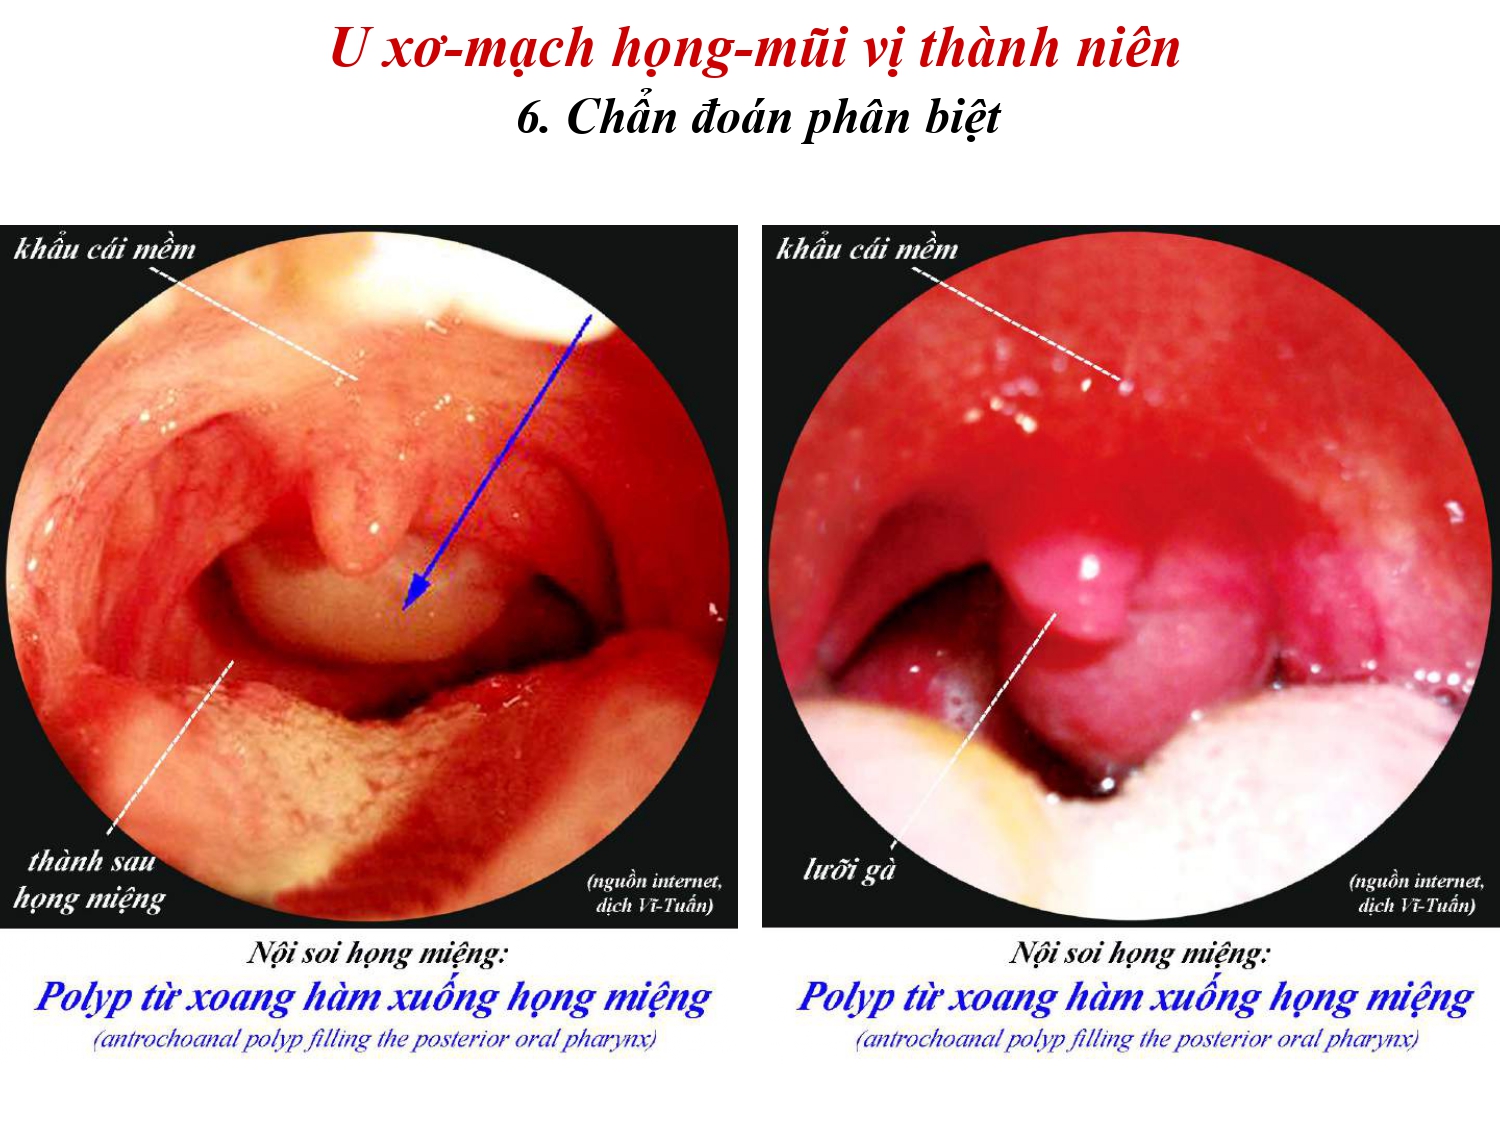 U xơ-mạch họng-mũi vị thành niên
6. Chẩn đoán phân biệt
khẩu cái mềm
thành sau
họng miệng
(nguồn internet,
dịch Vĩ-Tuấn)
Nội soi họng miệng:
Polyp từ xoang hàm xuống họng miệng
(antrochoanal polyp filling the posterior oral pharynx)
khẩu cái mềm
lưỡi gà
(nguồn internet,
dịch Vĩ-Tuấn)
Nội soi họng miệng:
Polyp từ xoang hàm xuống họng miệng
(antrochoanal polyp filling the posterior oral pharynx)